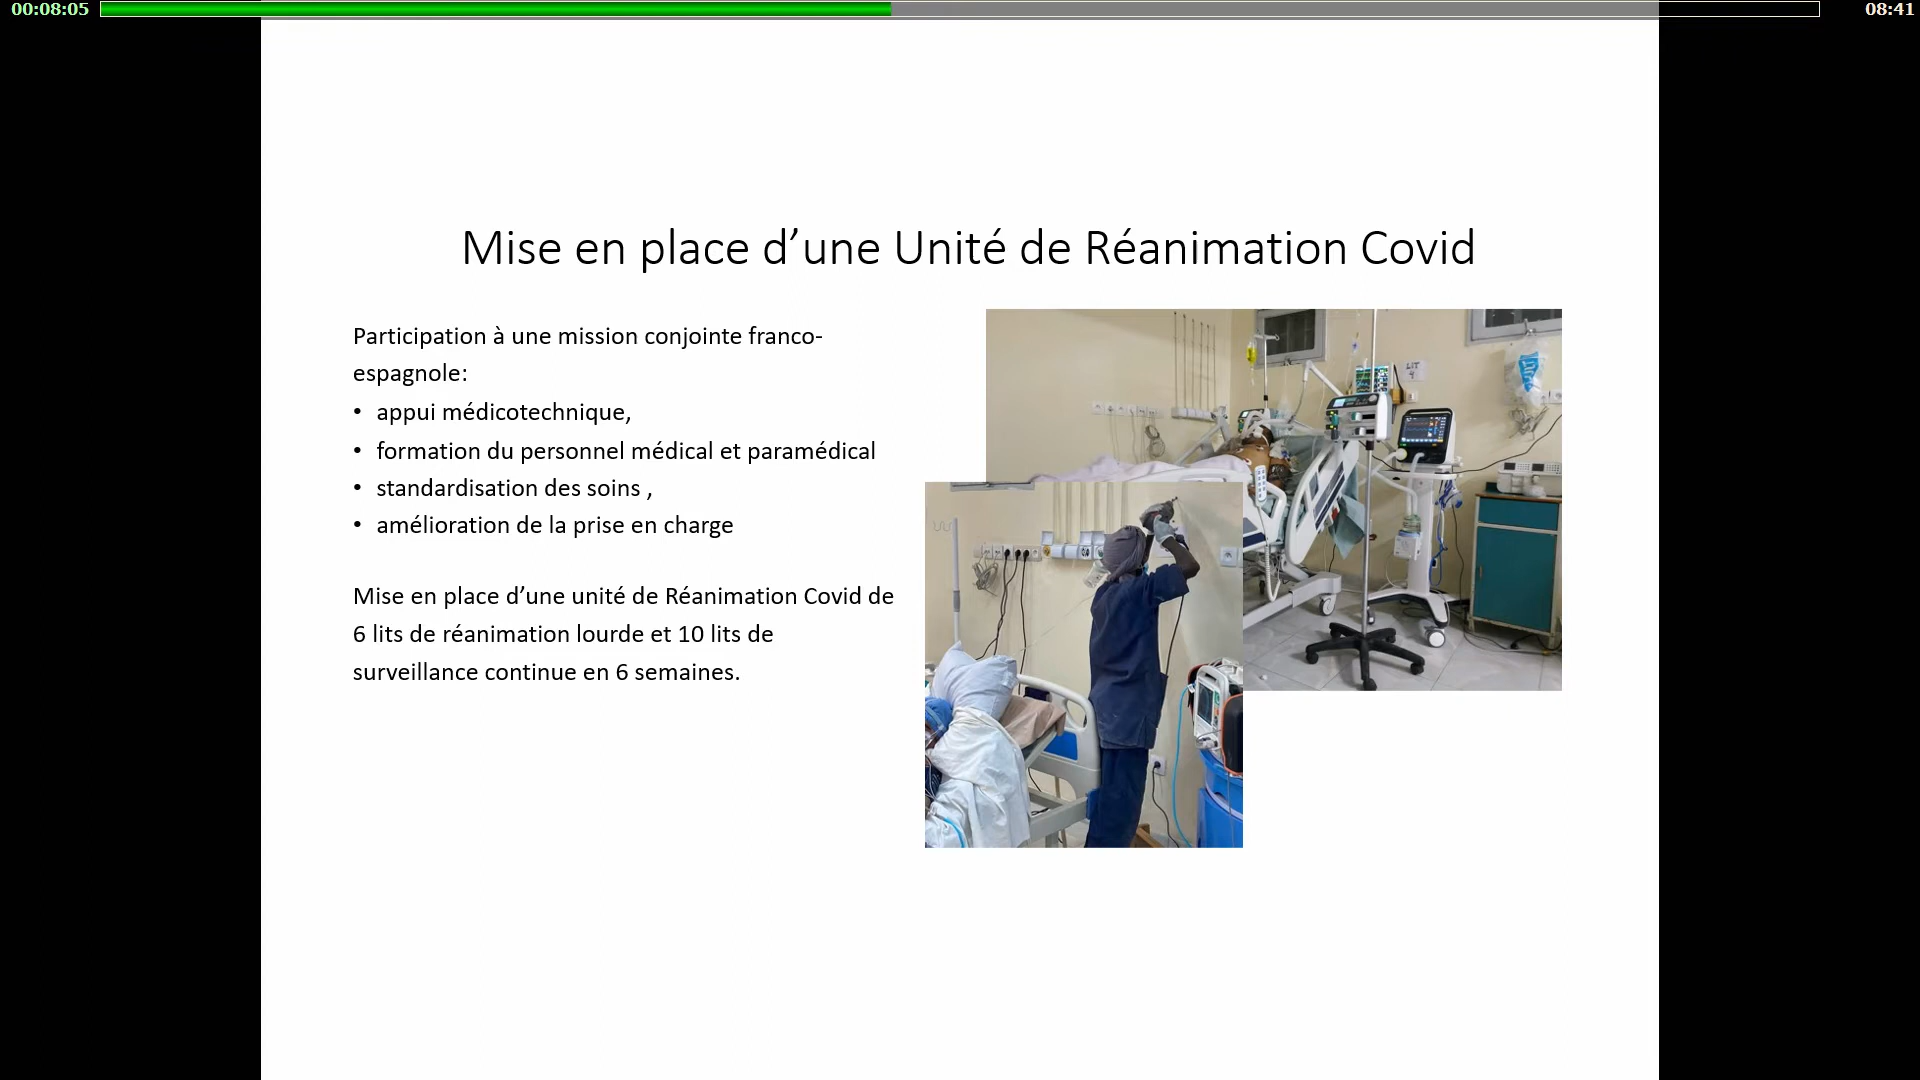 00:08:05
08:41
Mise en place d’une Unité de Réanimation Covid
Participation à une mission conjointe franco-
espagnole:
• appui médicotechnique,
• formation du personnel médical et paramédical
• standardisation des soins ,
• amélioration de la prise en charge
Mise en place d’une unité de Réanimation Covid de
6 lits de réanimation lourde et 10 lits de
surveillance continue en 6 semaines.
LIT
4